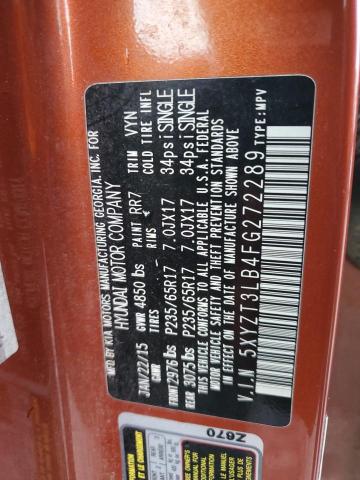 MFD BY KIA MOTORS MANUFACTURING GEORGIA, INC. FOR
HYUNDAI MOTOR COMPANY
JAN/22/15 GVWR 4850 lbs PAINT RR7 TRIM VYN
GAWR TIRES RIMS COLD TIRE INFL
FRONT 2976 lbs P235/65R17 7.0JX17 34psi SINGLE
REAR 3075 lbs P235/65R17 7.0JX17 34psi SINGLE
THIS VEHICLE CONFORMS TO ALL APPLICABLE U.S.A. FEDERAL
MOTOR VEHICLE SAFETY AND THEFT PREVENTION STANDARDS
IN EFFECT ON THE DATE OF MANUFACTURE SHOWN ABOVE
V.I.N 5XYZT3LB4FG272289 TYPE:MPV
Z670